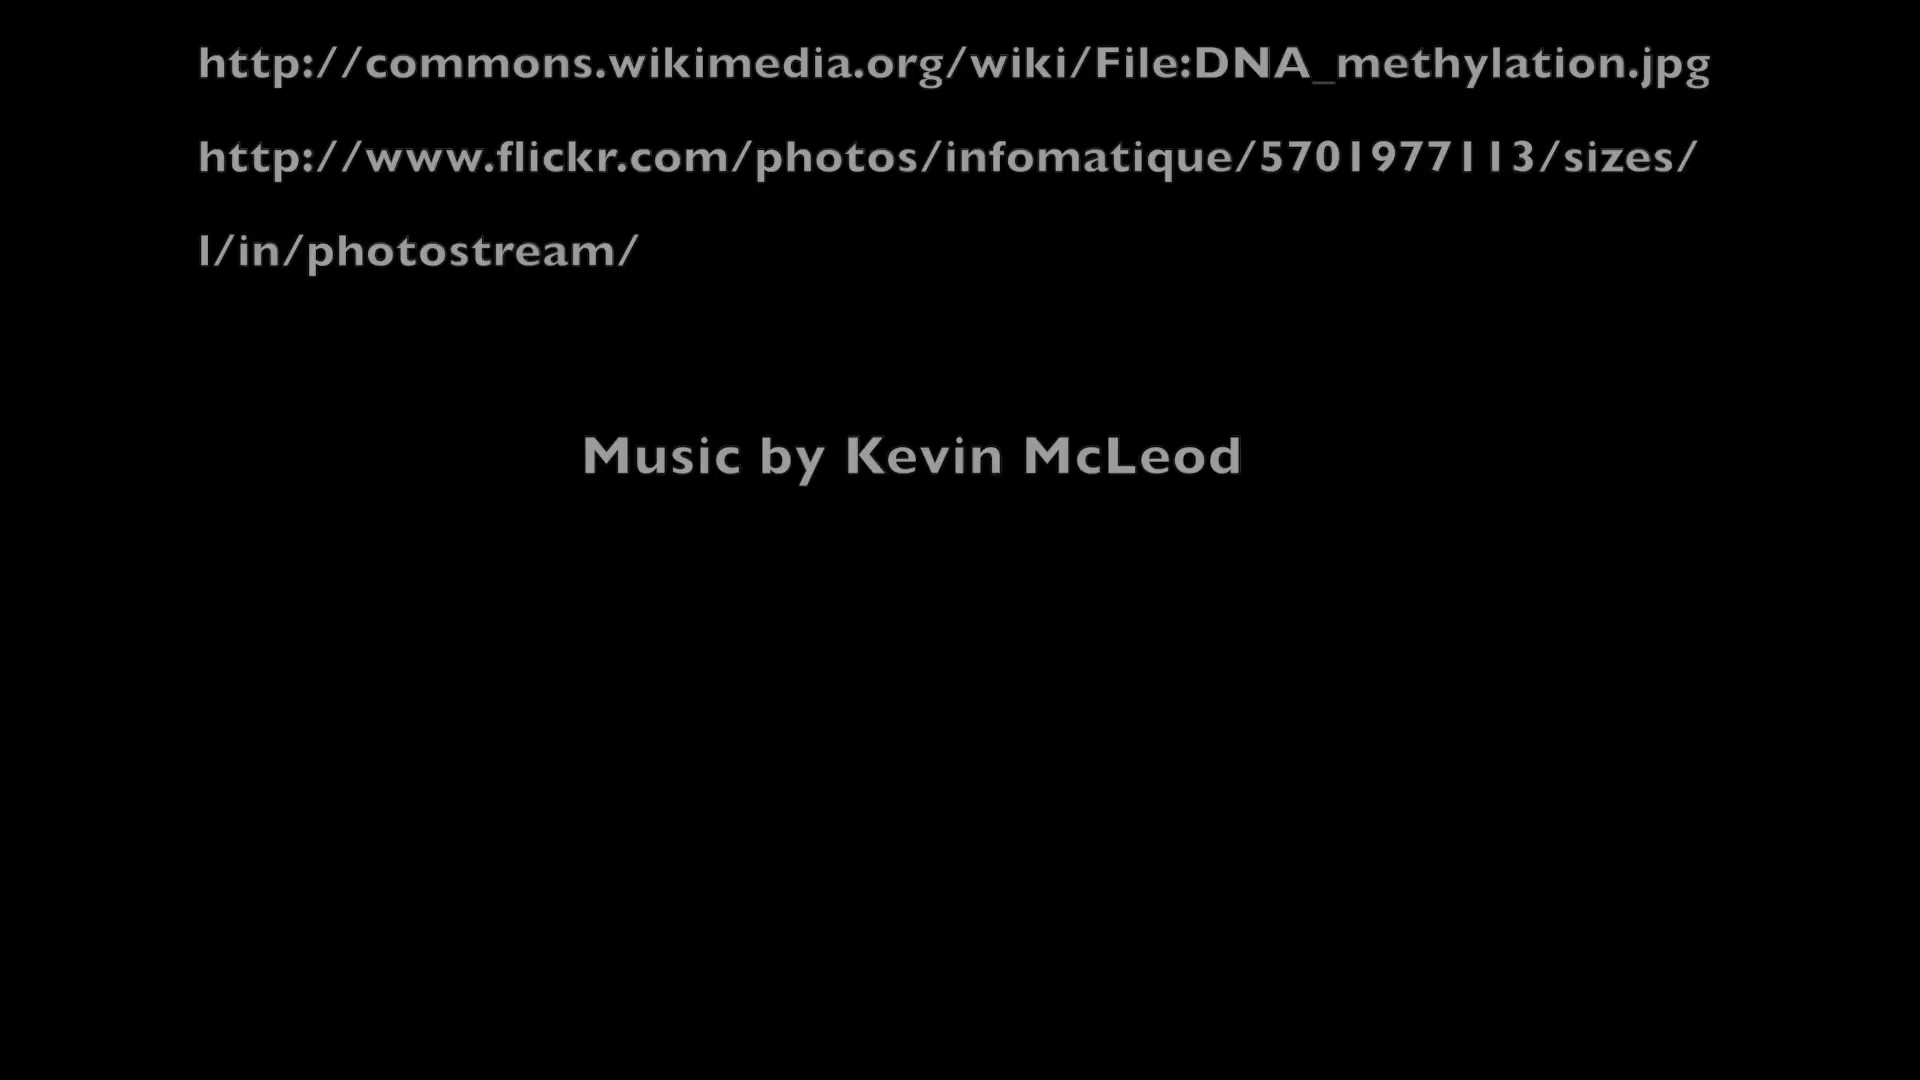 http://commons.wikimedia.org/wiki/File:DNA_methylation.jpg
http://www.flickr.com/photos/infomatique/5701977113/sizes/
l/in/photostream/
Music by Kevin McLeod